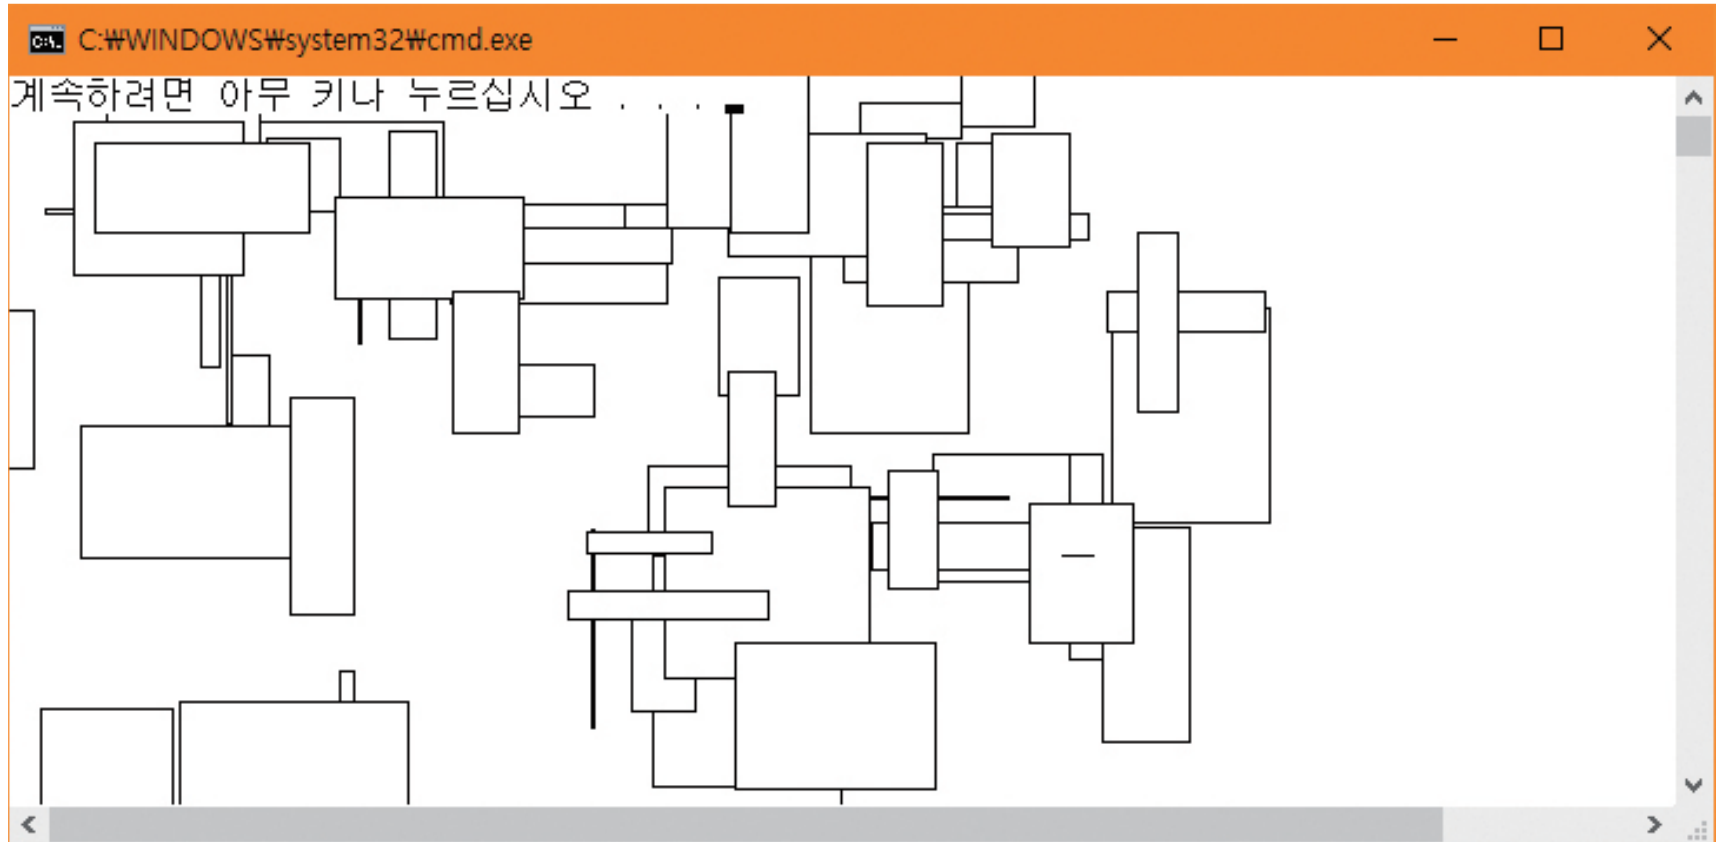 C:₩WINDOWS₩system32₩cmd.exe
계속하려면 아무 키나 누르십시오 . . .